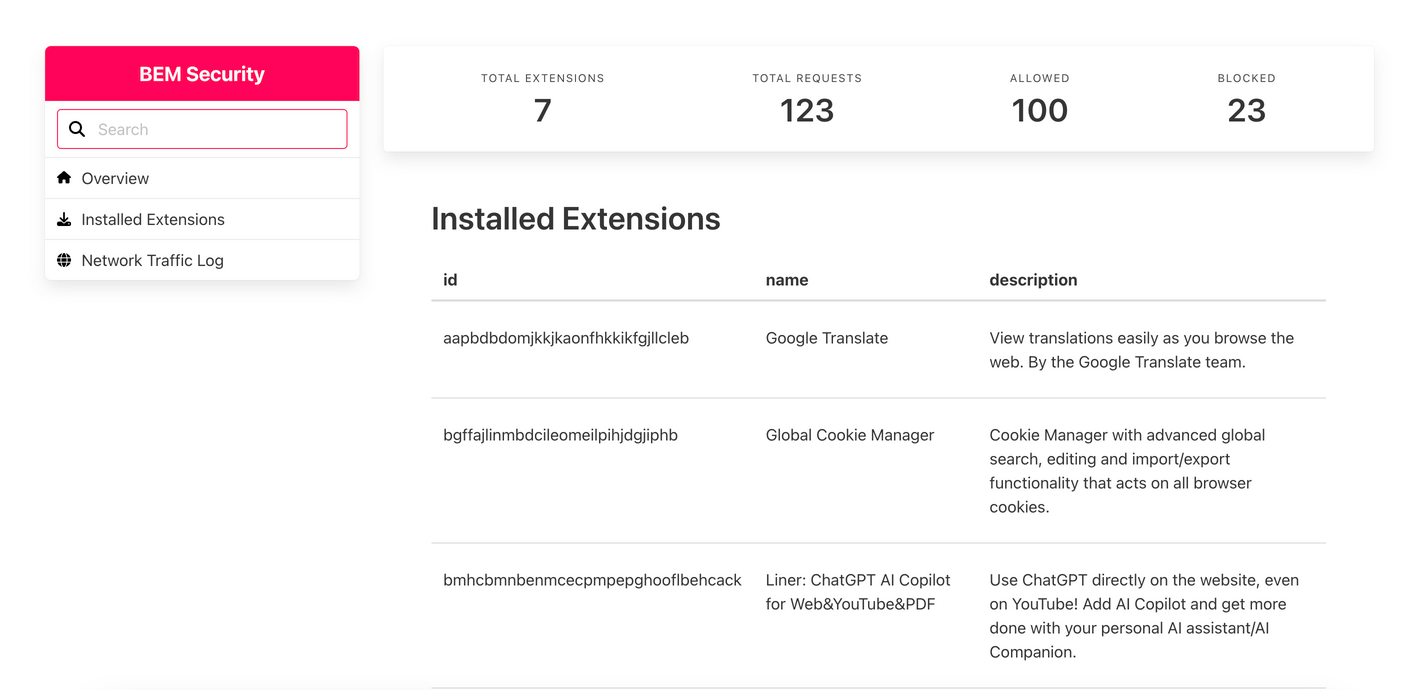 BEM Security
Search
Overview
Installed Extensions
Network Traffic Log
TOTAL EXTENSIONS
7
TOTAL REQUESTS
123
ALLOWED
100
BLOCKED
23
Installed Extensions
id name description
aapbdbdomjkkjkaonfhkkikfgjllcleb Google Translate View translations easily as you browse the
web. By the Google Translate team.
bgffajlinmbdcileomeilpihjdgjiphb Global Cookie Manager Cookie Manager with advanced global
search, editing and import/export
functionality that acts on all browser
cookies.
bmhcbmnbenmcecpmpepghooflbehcack Liner: ChatGPT AI Copilot Use ChatGPT directly on the website, even
for Web&YouTube&PDF on YouTube! Add AI Copilot and get more
done with your personal AI assistant/AI
Companion.